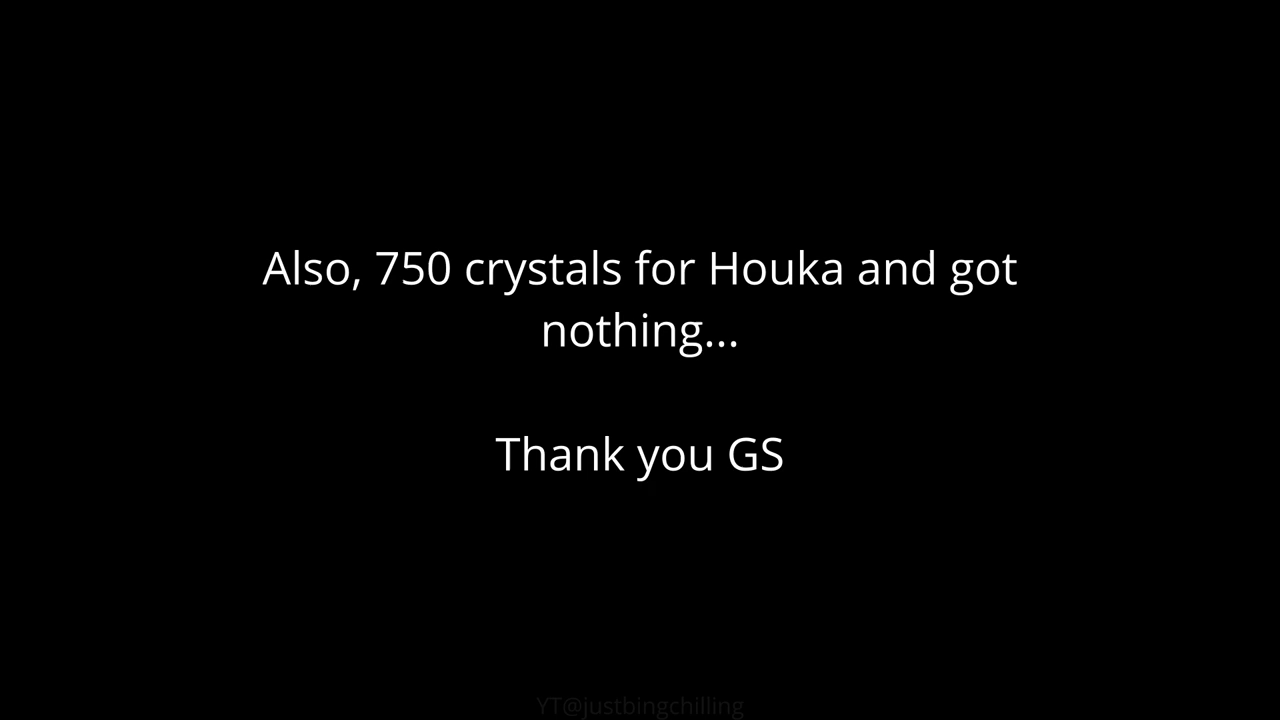 Also, 750 crystals for Houka and got
nothing...
Thank you GS
YT@justbingchilling